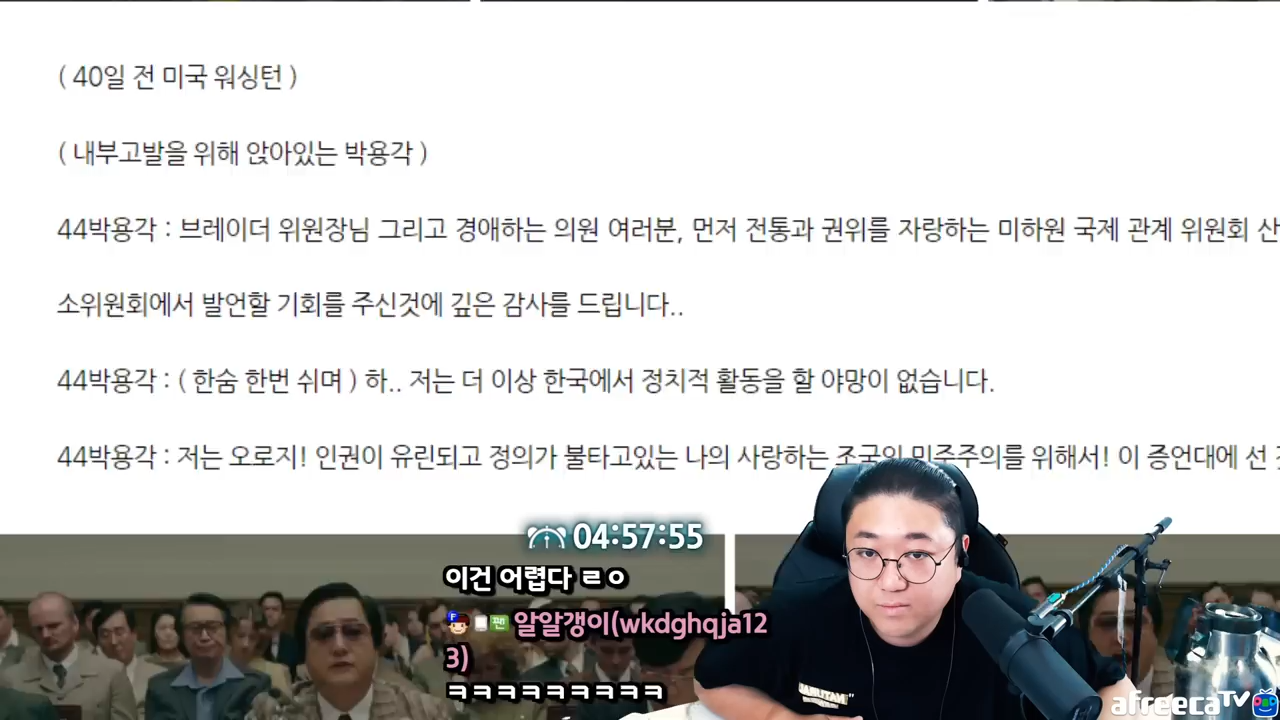 ( 40일 전 미국 워싱턴 )
( 내부고발을 위해 앉아있는 박용각 )
44박용각 : 브레이더 위원장님 그리고 경애하는 의원 여러분, 먼저 전통과 권위를 자랑하는 미하원 국제 관계 위원회 산
소위원회에서 발언할 기회를 주신것에 깊은 감사를 드립니다..
44박용각 : ( 한숨 한번 쉬며 ) 하.. 저는 더 이상 한국에서 정치적 활동을 할 야망이 없습니다.
44박용각 : 저는 오로지! 인권이 유린되고 정의가 불타고있는 나의 사랑하는 조국의 민주주의를 위해서! 이 증언대에 선
04:57:55
이건 어렵다 ㄹㅇ
F 팬 알알갱이(wkdghqja12
3)
ㅋㅋㅋㅋㅋㅋㅋㅋㅋ
afreecaTV